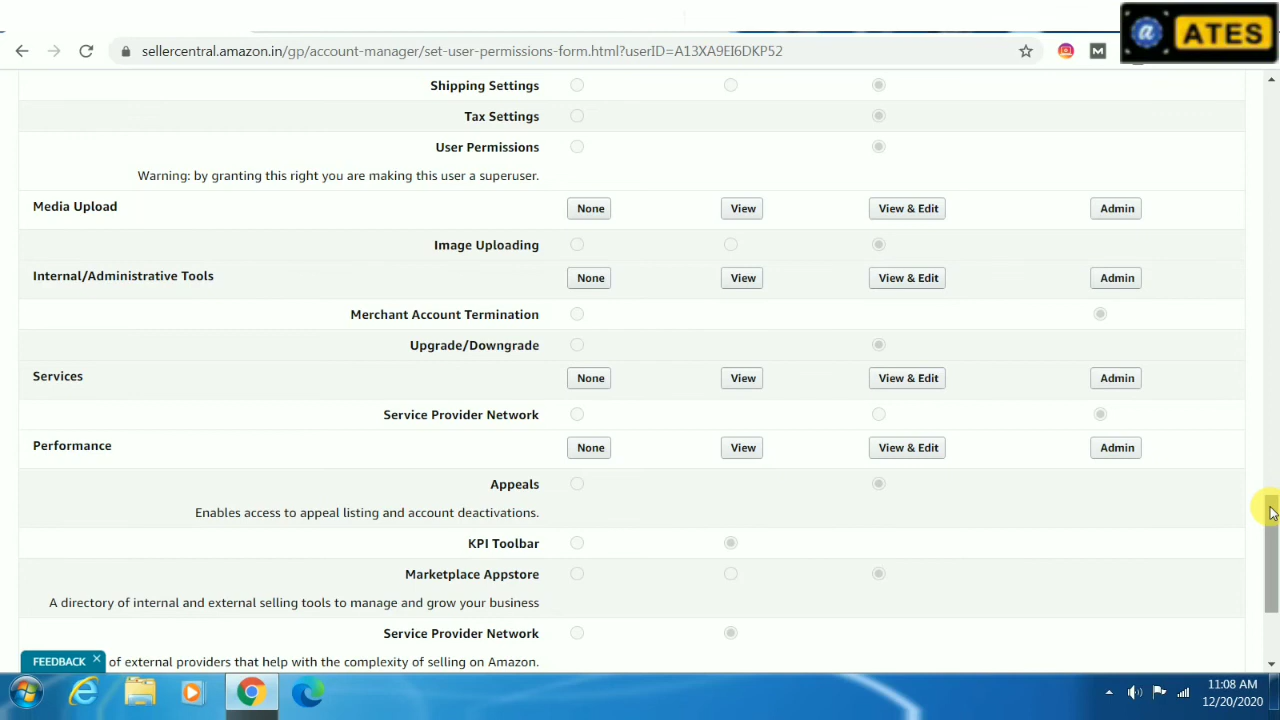 @ ATES
sellercentral.amazon.in/gp/account-manager/set-user-permissions-form.html?userID=A13XA9EI6DKP52
M
Shipping Settings
Tax Settings
User Permissions
Warning: by granting this right you are making this user a superuser.
Media Upload None View View & Edit Admin
Image Uploading
Internal/Administrative Tools None View View & Edit Admin
Merchant Account Termination
Upgrade/Downgrade
Services None View View & Edit Admin
Service Provider Network
Performance None View View & Edit Admin
Appeals
Enables access to appeal listing and account deactivations.
KPI Toolbar
Marketplace Appstore
A directory of internal and external selling tools to manage and grow your business
Service Provider Network
FEEDBACK × of external providers that help with the complexity of selling on Amazon.
11:08 AM
12/20/2020